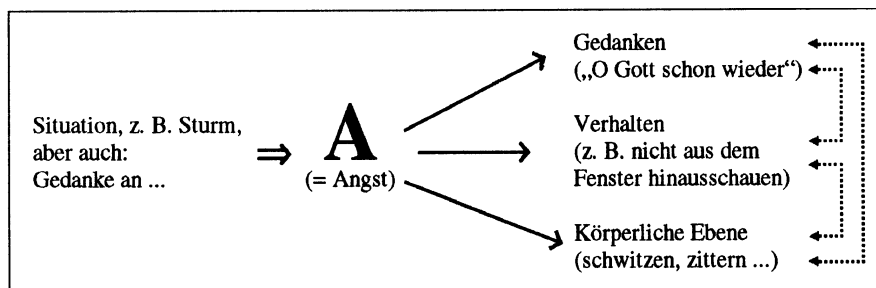 Situation, z. B. Sturm,
aber auch:
Gedanke an ...
⇒
A
(= Angst)
Gedanken
(„O Gott schon wieder“)
Verhalten
(z. B. nicht aus dem
Fenster hinausschauen)
Körperliche Ebene
(schwitzen, zittern ...)